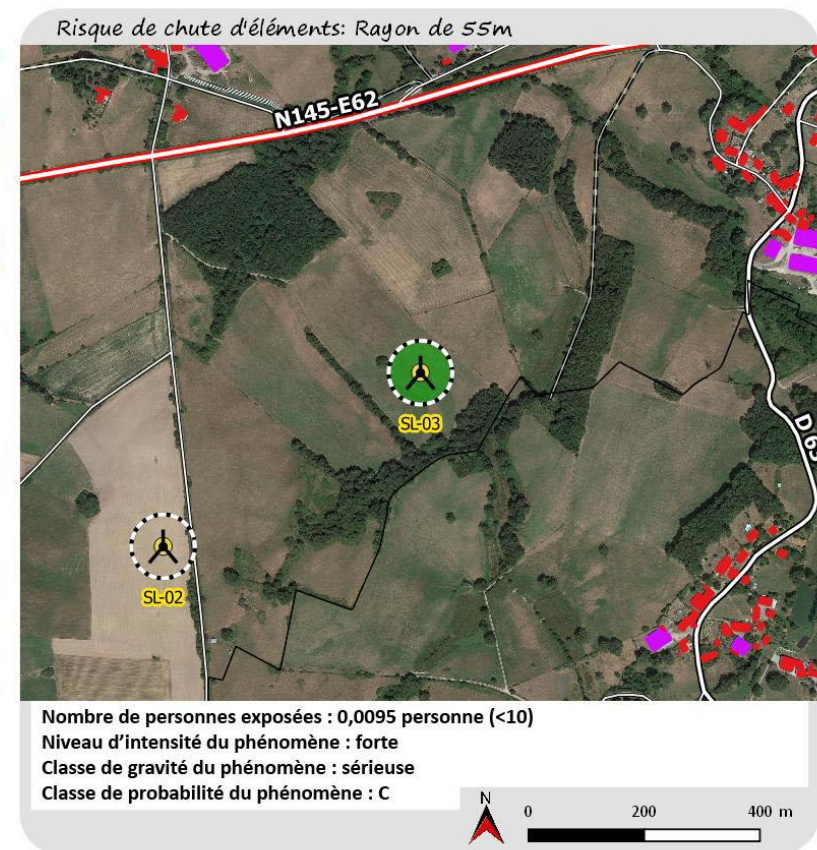 Risque de chute d'éléments: Rayon de 55m
N145-E62
SL-03
D 65
SL-02
Nombre de personnes exposées : 0,0095 personne (<10)
Niveau d'intensité du phénomène : forte
Classe de gravité du phénomène : sérieuse
Classe de probabilité du phénomène : C
N
0 200 400 m